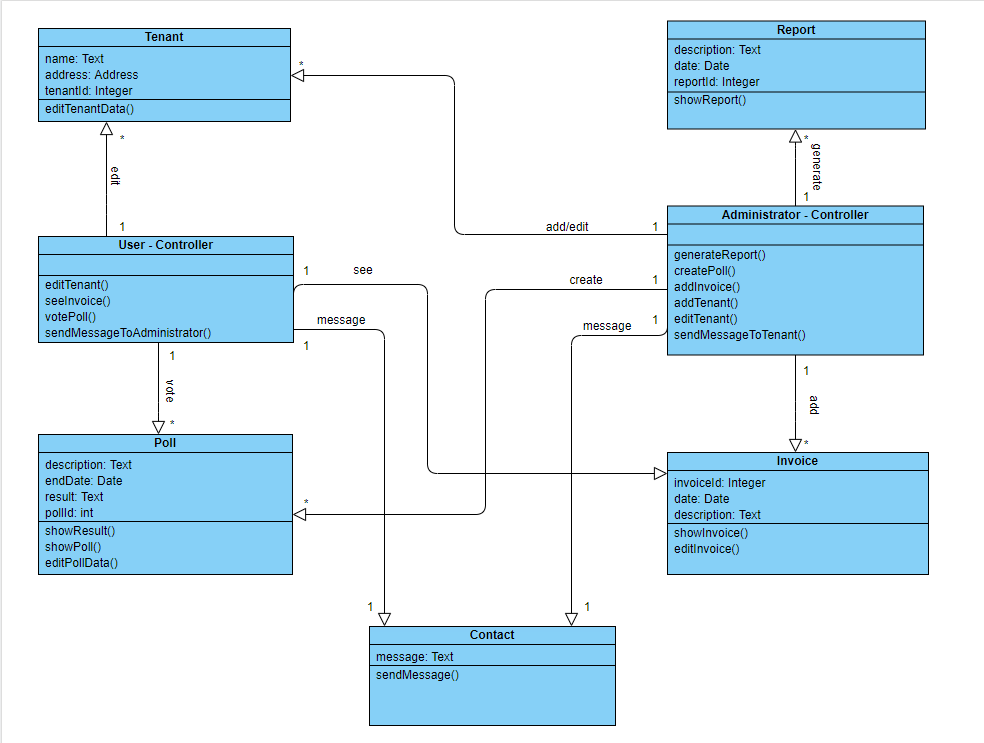 Tenant
name: Text
address: Address
tenantId: Integer
editTenantData()
*
*
edit
1
Report
description: Text
date: Date
reportId: Integer
showReport()
*
generate
1
add/edit
1
Administrator - Controller
generateReport()
createPoll()
addInvoice()
addTenant()
editTenant()
sendMessageToTenant()
User - Controller
editTenant()
seeInvoice()
votePoll()
sendMessageToAdministrator()
1
see
message
1
create
1
message
1
1
vote
*
1
add
*
Poll
description: Text
endDate: Date
result: Text
pollId: int
showResult()
showPoll()
editPollData()
*
Invoice
invoiceId: Integer
date: Date
description: Text
showInvoice()
editInvoice()
1
1
Contact
message: Text
sendMessage()